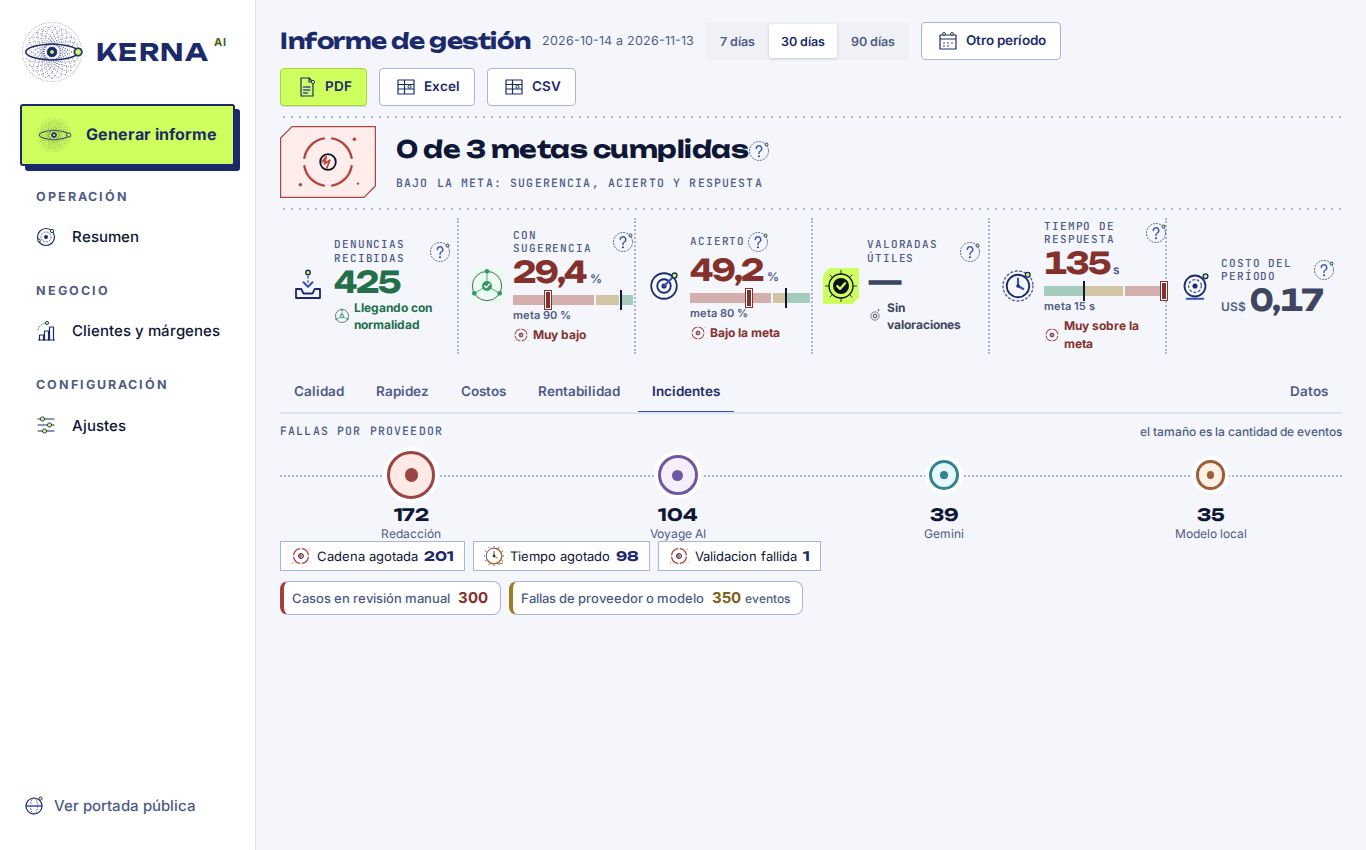 KERNA AI
Generar informe
OPERACIÓN
Resumen
NEGOCIO
Clientes y márgenes
CONFIGURACIÓN
Ajustes
Ver portada pública
Informe de gestión 2026-10-14 a 2026-11-13 7 días 30 días 90 días Otro período
PDF Excel CSV
0 de 3 metas cumplidas ?
BAJO LA META: SUGERENCIA, ACIERTO Y RESPUESTA
DENUNCIAS
RECIBIDAS ?
425
Llegando con
normalidad
CON
SUGERENCIA ?
29,4 %
meta 90 %
Muy bajo
ACIERTO ?
49,2 %
meta 80 %
Bajo la meta
VALORADAS
ÚTILES ?
—
Sin
valoraciones
TIEMPO DE
RESPUESTA ?
135 s
meta 15 s
Muy sobre la
meta
COSTO DEL
PERÍODO ?
US$ 0,17
Calidad Rapidez Costos Rentabilidad Incidentes Datos
FALLAS POR PROVEEDOR el tamaño es la cantidad de eventos
172 104 39 35
Redacción Voyage AI Gemini Modelo local
Cadena agotada 201 Tiempo agotado 98 Validacion fallida 1
Casos en revisión manual 300 Fallas de proveedor o modelo 350 eventos